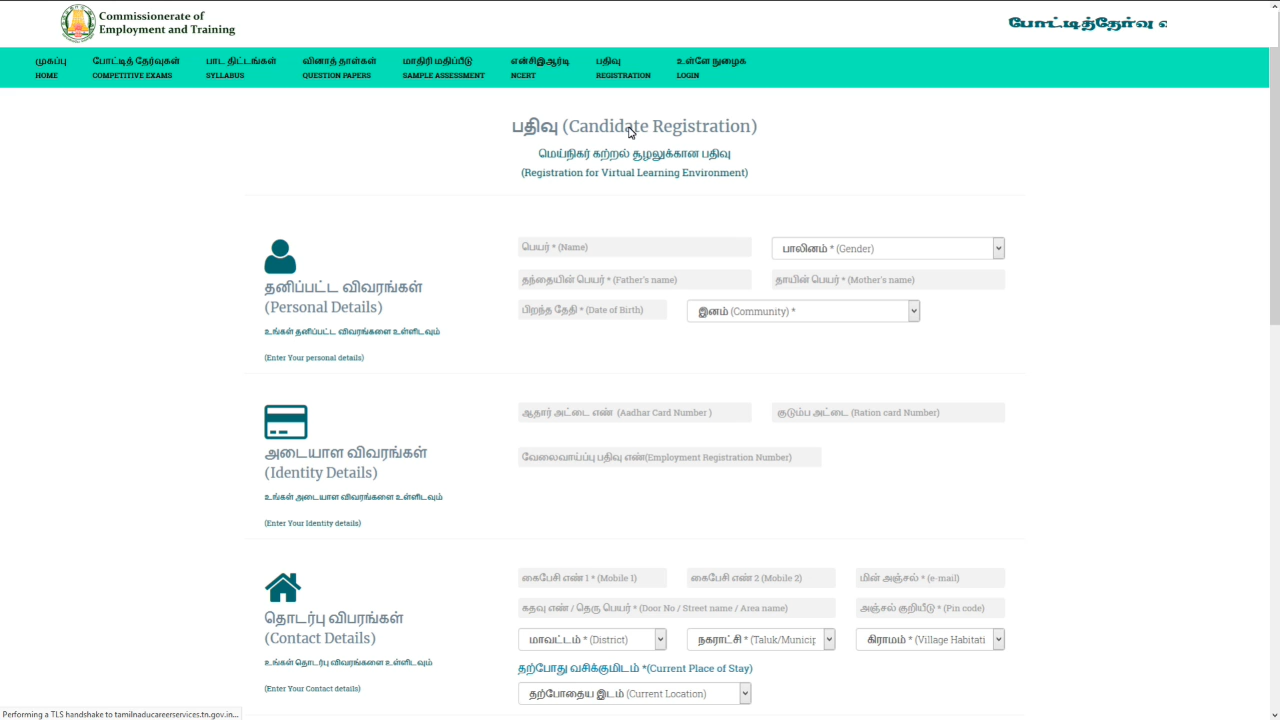 Commissionerate of
Employment and Training
போட்டித்தேர்வு
முகப்பு போட்டித் தேர்வுகள் பாட திட்டங்கள் வினாத் தாள்கள் மாதிரி மதிப்பீடு என்சிஇஆர்டி பதிவு உள்ளே நுழைக
HOME COMPETITIVE EXAMS SYLLABUS QUESTION PAPERS SAMPLE ASSESSMENT NCERT REGISTRATION LOGIN
பதிவு (Candidate Registration)
மெய்நிகர் கற்றல் சூழலுக்கான பதிவு
(Registration for Virtual Learning Environment)
தனிப்பட்ட விவரங்கள்
(Personal Details)
உங்கள் தனிப்பட்ட விவரங்களை உள்ளிடவும்
(Enter Your personal details)
பெயர் * (Name) பாலினம் * (Gender)
தந்தையின் பெயர் * (Father's name) தாயின் பெயர் * (Mother's name)
பிறந்த தேதி * (Date of Birth) இனம் (Community) *
அடையாள விவரங்கள்
(Identity Details)
உங்கள் அடையாள விவரங்களை உள்ளிடவும்
(Enter Your Identity details)
ஆதார் அட்டை எண் (Aadhar Card Number ) குடும்ப அட்டை (Ration card Number)
வேலைவாய்ப்பு பதிவு எண்(Employment Registration Number)
தொடர்பு விபரங்கள்
(Contact Details)
உங்கள் தொடர்பு விவரங்களை உள்ளிடவும்
(Enter Your Contact details)
கைபேசி எண் 1 * (Mobile 1) கைபேசி எண் 2 (Mobile 2) மின் அஞ்சல் * (e-mail)
கதவு எண் / தெரு பெயர் * (Door No / Street name / Area name) அஞ்சல் குறியீடு * (Pin code)
மாவட்டம் * (District) நகராட்சி * (Taluk/Municip கிராமம் * (Village Habitati
தற்போது வசிக்குமிடம் *(Current Place of Stay)
தற்போதைய இடம் (Current Location)
Performing a TLS handshake to tamilnaducareerservices.tn.gov.in...